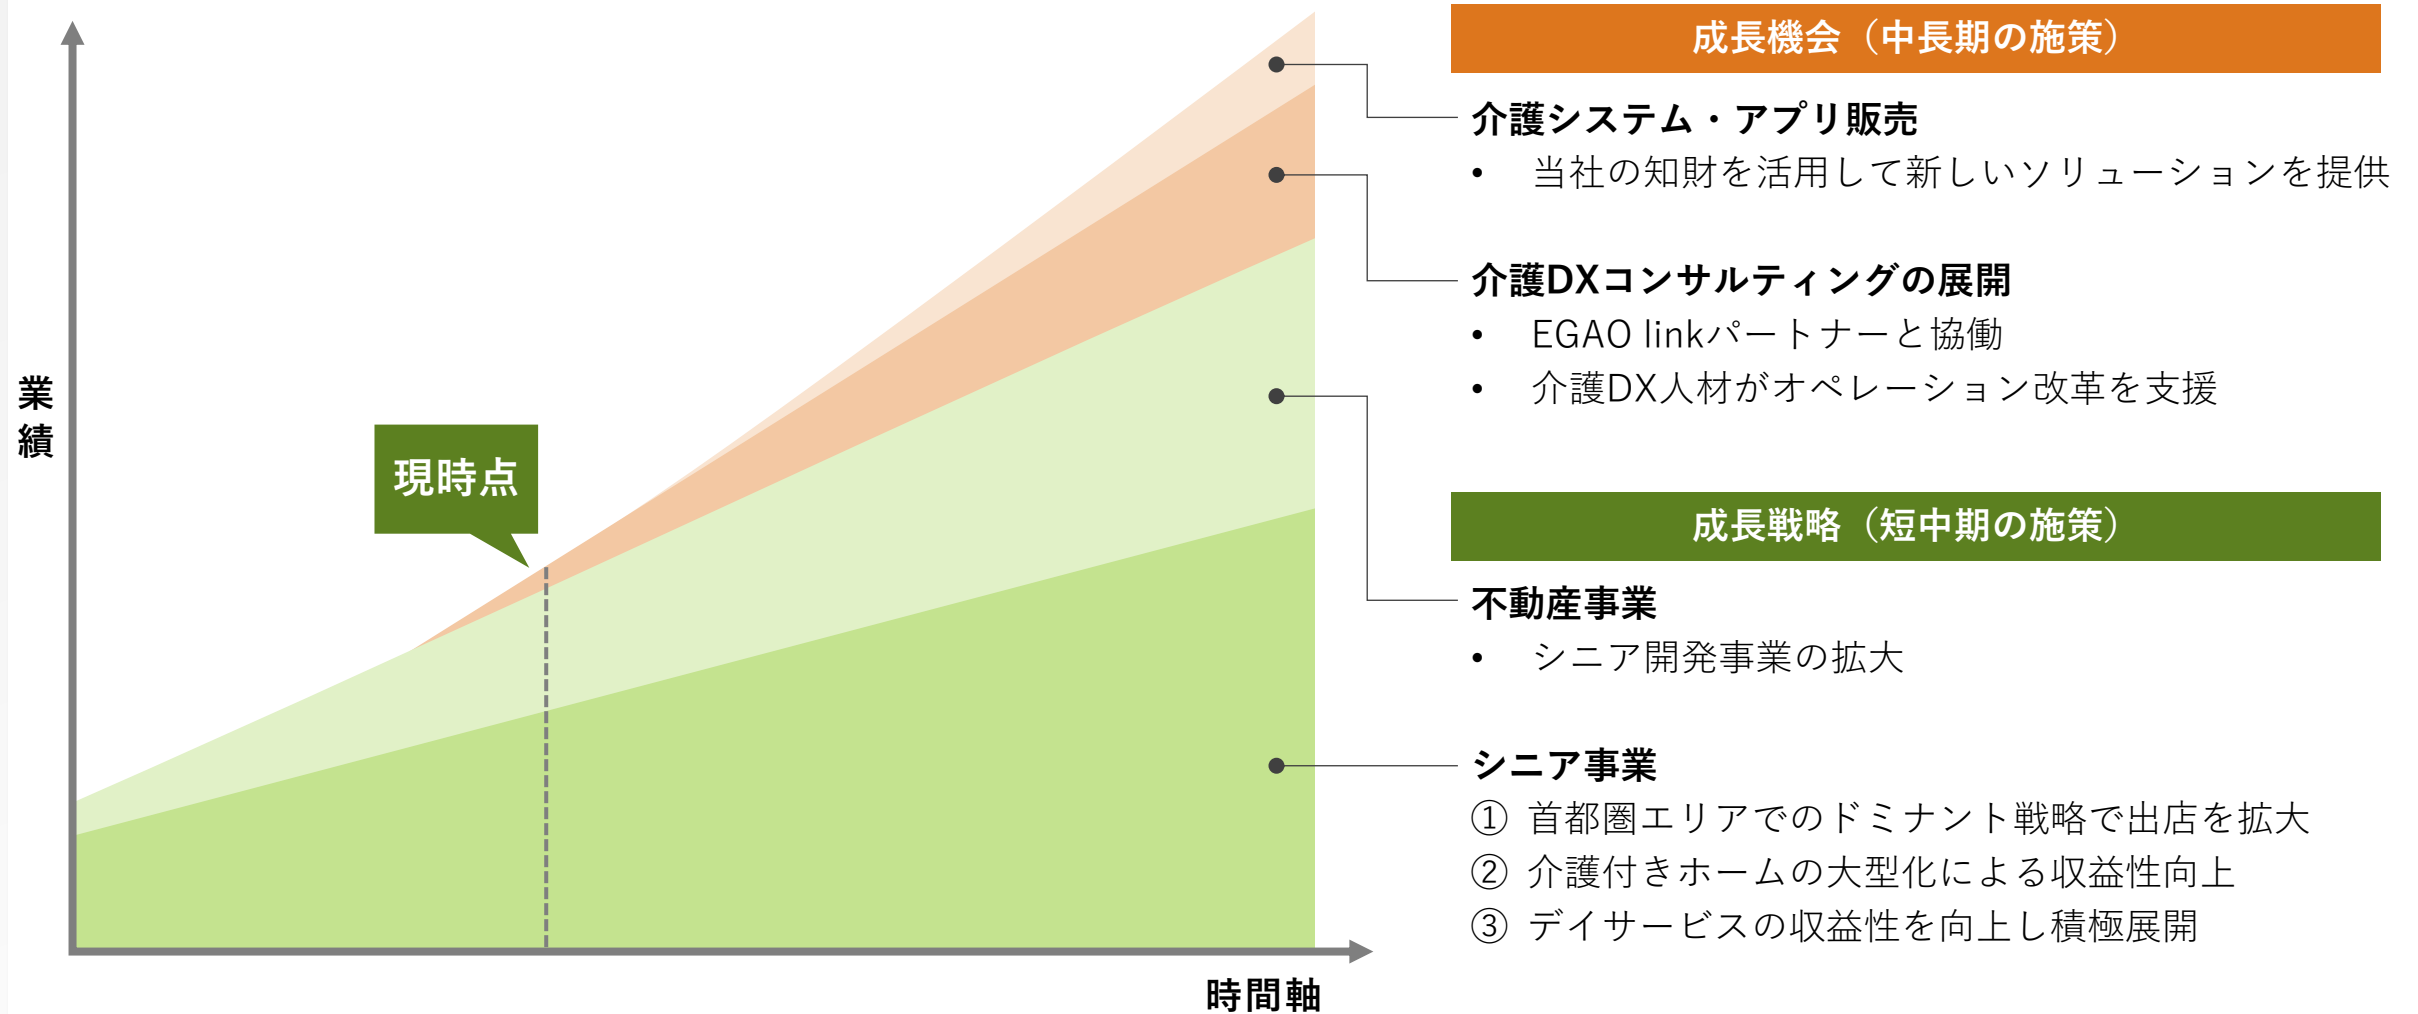 業績
現時点
時間軸
成長機会（中長期の施策）
介護システム・アプリ販売
• 当社の知財を活用して新しいソリューションを提供
介護DXコンサルティングの展開
• EGAO linkパートナーと協働
• 介護DX人材がオペレーション改革を支援
成長戦略（短中期の施策）
不動産事業
• シニア開発事業の拡大
シニア事業
① 首都圏エリアでのドミナント戦略で出店を拡大
② 介護付きホームの大型化による収益性向上
③ デイサービスの収益性を向上し積極展開